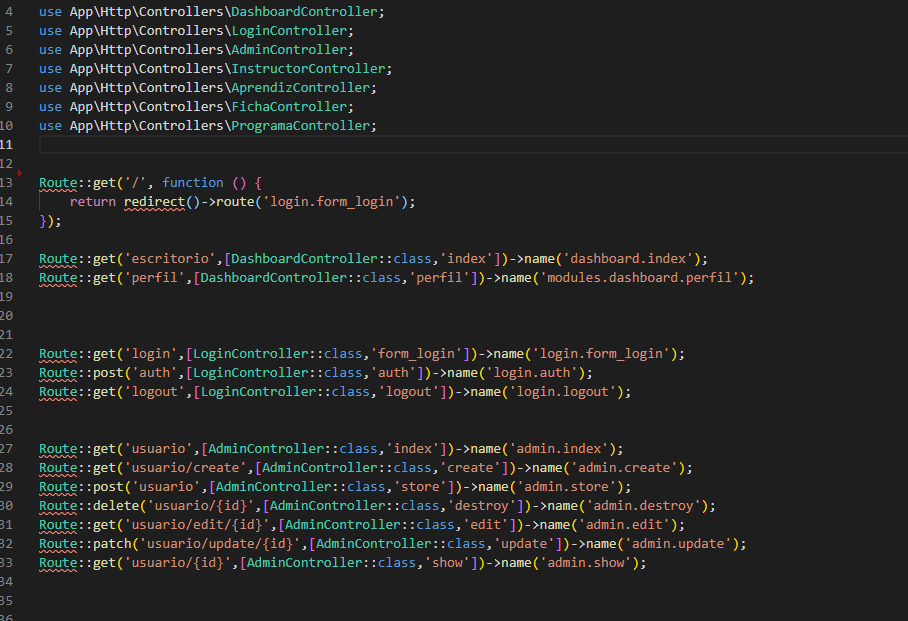 4 use App\Http\Controllers\DashboardController;
5 use App\Http\Controllers\LoginController;
6 use App\Http\Controllers\AdminController;
7 use App\Http\Controllers\InstructorController;
8 use App\Http\Controllers\AprendizController;
9 use App\Http\Controllers\FichaController;
10 use App\Http\Controllers\ProgramaController;
11
12
13 Route::get('/', function () {
14     return redirect()->route('login.form_login');
15 });
16
17 Route::get('escritorio',[DashboardController::class,'index'])->name('dashboard.index');
18 Route::get('perfil',[DashboardController::class,'perfil'])->name('modules.dashboard.perfil');
19
20
21
22 Route::get('login',[LoginController::class,'form_login'])->name('login.form_login');
23 Route::post('auth',[LoginController::class,'auth'])->name('login.auth');
24 Route::get('logout',[LoginController::class,'logout'])->name('login.logout');
25
26
27 Route::get('usuario',[AdminController::class,'index'])->name('admin.index');
28 Route::get('usuario/create',[AdminController::class,'create'])->name('admin.create');
29 Route::post('usuario',[AdminController::class,'store'])->name('admin.store');
30 Route::delete('usuario/{id}',[AdminController::class,'destroy'])->name('admin.destroy');
31 Route::get('usuario/edit/{id}',[AdminController::class,'edit'])->name('admin.edit');
32 Route::patch('usuario/update/{id}',[AdminController::class,'update'])->name('admin.update');
33 Route::get('usuario/{id}',[AdminController::class,'show'])->name('admin.show');
34
35
36